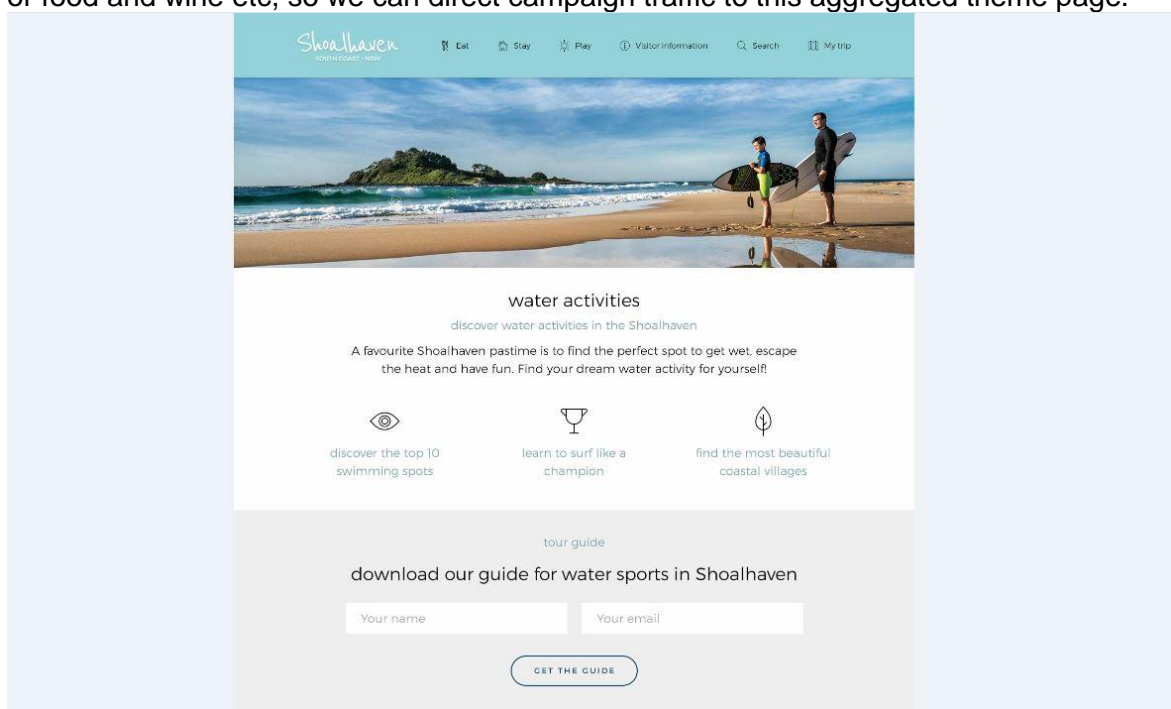 of food and wine etc, so we can direct campaign traffic to this aggregated theme page.
Shoalhaven
SOUTH COAST - NSW
Eat
Stay
Play
Visitor information
Search
My trip
water activities
discover water activities in the Shoalhaven
A favourite Shoalhaven pastime is to find the perfect spot to get wet, escape
the heat and have fun. Find your dream water activity for yourself!
discover the top 10
swimming spots
learn to surf like a
champion
find the most beautiful
coastal villages
tour guide
download our guide for water sports in Shoalhaven
Your name
Your email
GET THE GUIDE